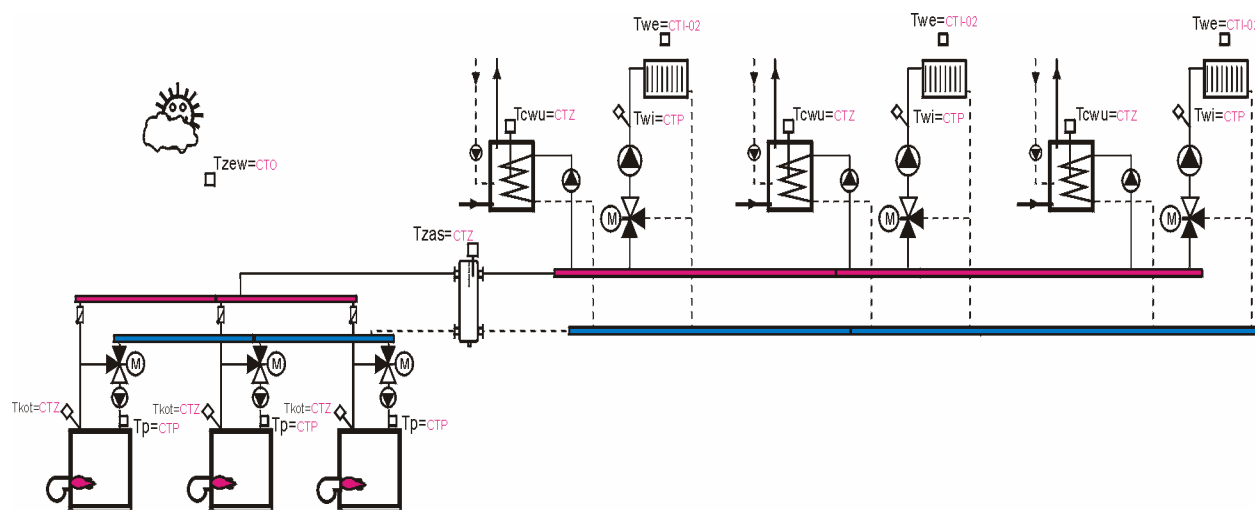 Twe=CTI-02
Twe=CTI-02
Twe=CTI-02
Tcwu=CTZ
Twi=CTP
Tcwu=CTZ
Twi=CTP
Tcwu=CTZ
Twi=CTP
Tzew=CTO
M
M
M
Tzas=CTZ
M
M
M
Tkot=CTZ
Tp=CTP
Tkot=CTZ
Tp=CTP
Tkot=CTZ
Tp=CTP